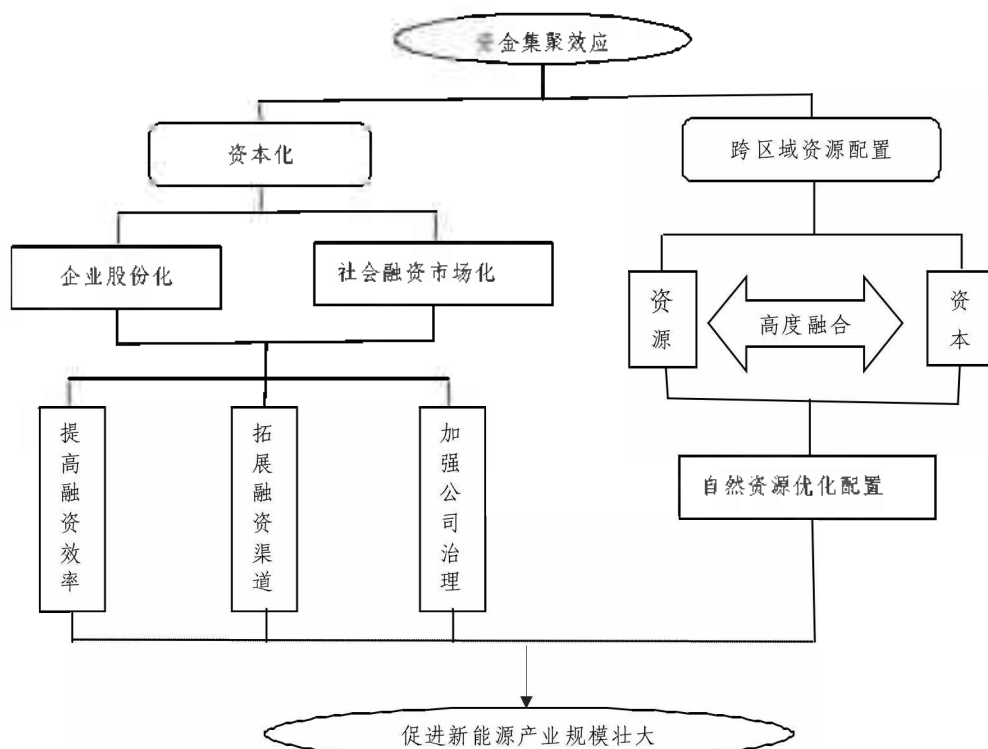 资金集聚效应
资本化
跨区域资源配置
企业股份化
社会融资市场化
资源
高度融合
资本
提高融资效率
拓展融资渠道
加强公司治理
自然资源优化配置
促进新能源产业规模壮大